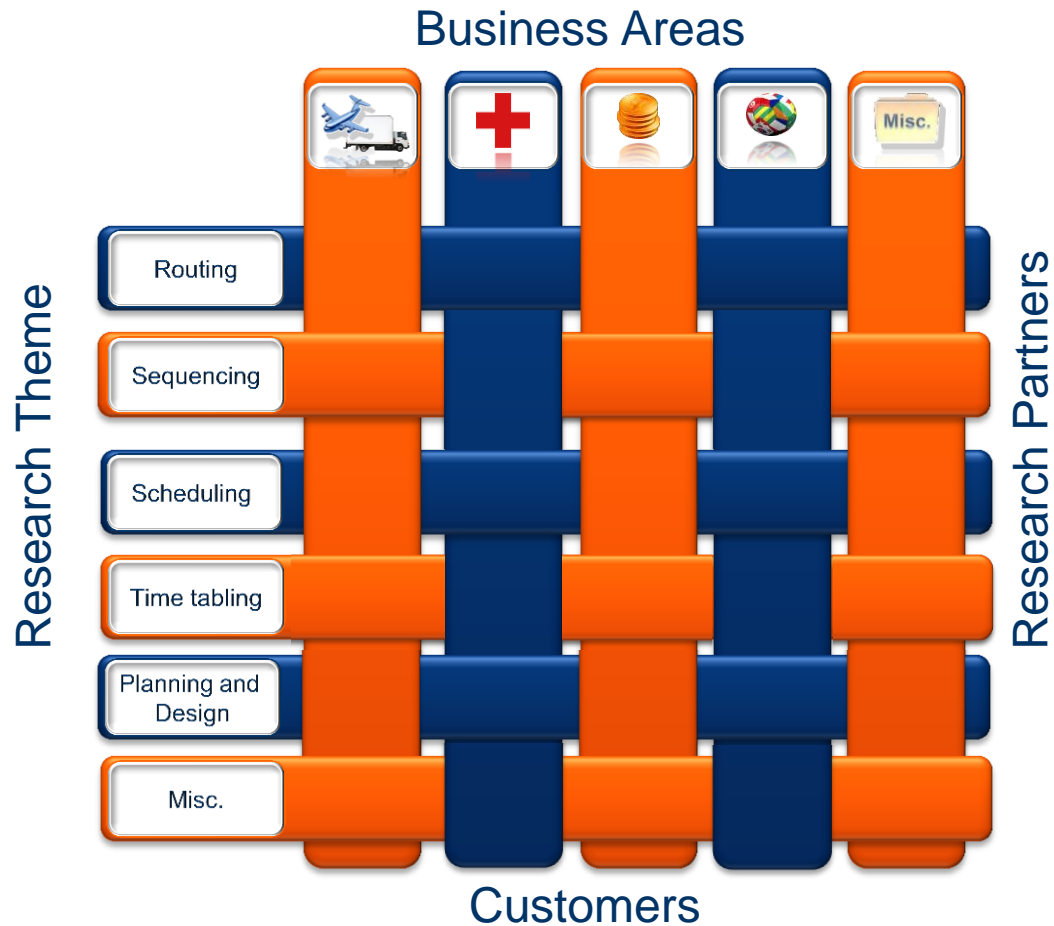 Business Areas
Misc.
Research Theme
Routing
Sequencing
Scheduling
Time tabling
Planning and
Design
Misc.
Research Partners
Customers